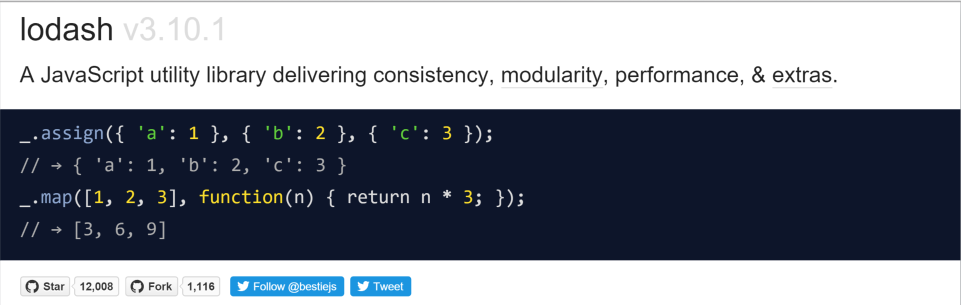 lodash v3.10.1
A JavaScript utility library delivering consistency, modularity, performance, & extras.
_.assign({ 'a': 1 }, { 'b': 2 }, { 'c': 3 });
// → { 'a': 1, 'b': 2, 'c': 3 }
_.map([1, 2, 3], function(n) { return n * 3; });
// → [3, 6, 9]
Star 12,008 Fork 1,116 Follow @bestiejs Tweet